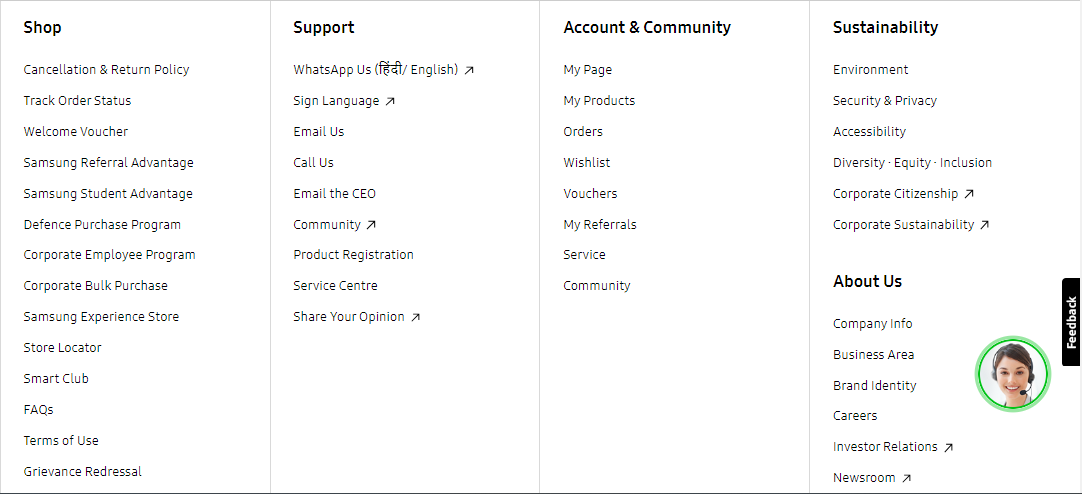 Shop
Cancellation & Return Policy
Track Order Status
Welcome Voucher
Samsung Referral Advantage
Samsung Student Advantage
Defence Purchase Program
Corporate Employee Program
Corporate Bulk Purchase
Samsung Experience Store
Store Locator
Smart Club
FAQs
Terms of Use
Grievance Redressal
Support
WhatsApp Us (हिंदी/ English)
Sign Language
Email Us
Call Us
Email the CEO
Community
Product Registration
Service Centre
Share Your Opinion
Account & Community
My Page
My Products
Orders
Wishlist
Vouchers
My Referrals
Service
Community
Sustainability
Environment
Security & Privacy
Accessibility
Diversity · Equity · Inclusion
Corporate Citizenship
Corporate Sustainability
About Us
Company Info
Business Area
Brand Identity
Careers
Investor Relations
Newsroom
Feedback